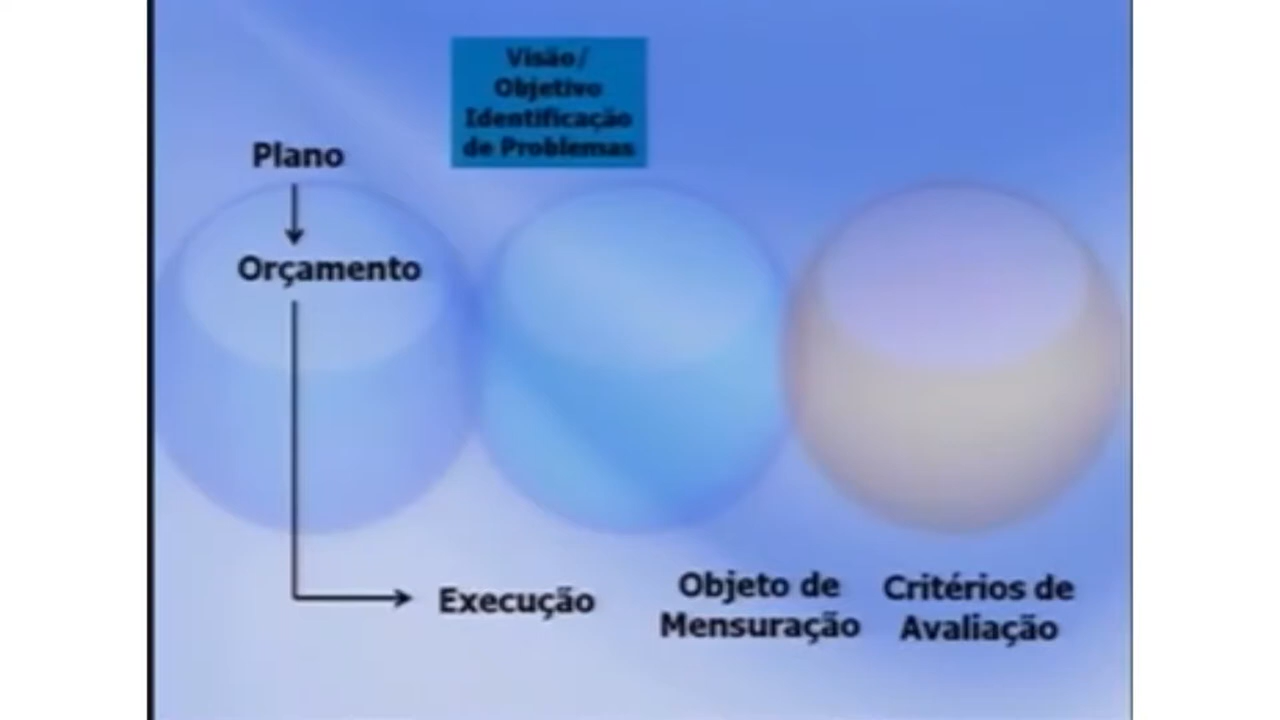 Visão/
Objetivo
Identificação
de Problemas
Plano
Orçamento
Execução
Objeto de
Mensuração
Critérios de
Avaliação